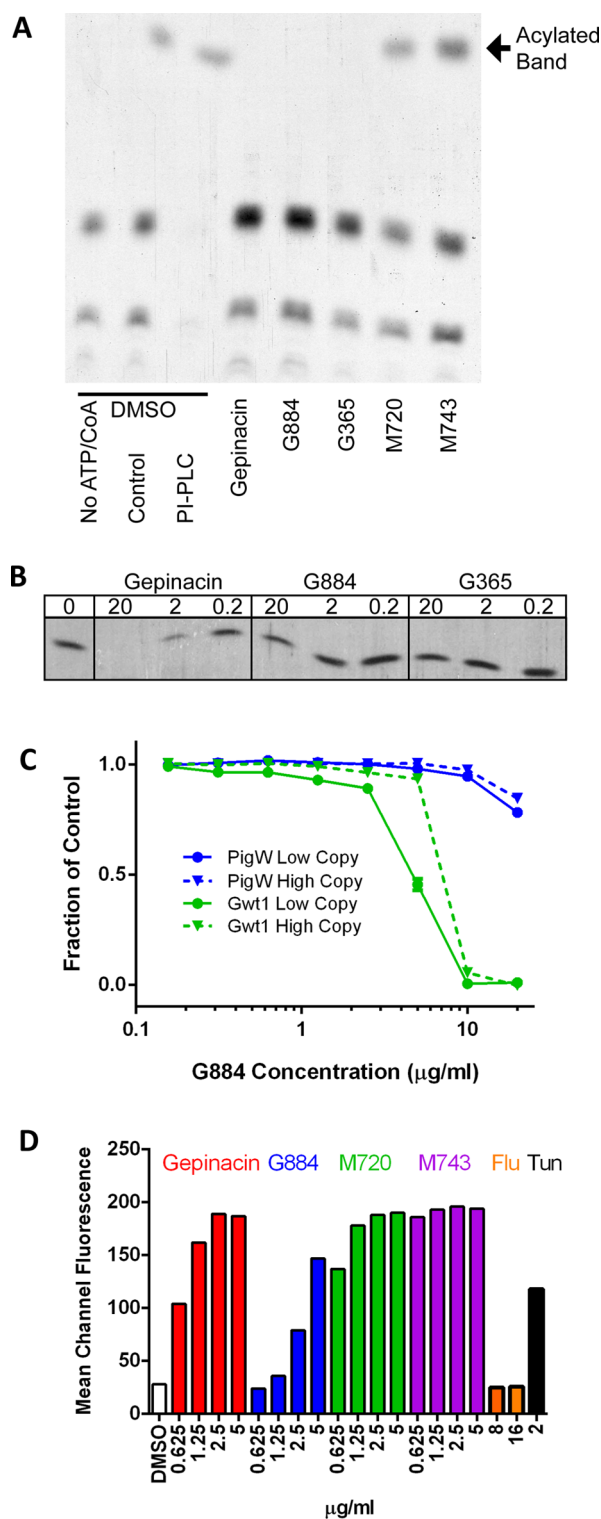 A
Acylated
Band
DMSO
No ATP/CoA
Control
PI-PLC
Gepinacin
G884
G365
M720
M743
B
Gepinacin G884 G365
0 20 2 0.2 20 2 0.2 20 2 0.2
C
Fraction of Control
1.0
0.5
0.0
PigW Low Copy
PigW High Copy
Gwt1 Low Copy
Gwt1 High Copy
0.1 1 10
G884 Concentration (μg/ml)
D
Mean Channel Fluorescence
250
200
150
100
50
0
Gepinacin G884 M720 M743 Flu Tun
DMSO 0.625 1.25 2.5 5 0.625 1.25 2.5 5 0.625 1.25 2.5 5 0.625 1.25 2.5 5 8 16 2
μg/ml